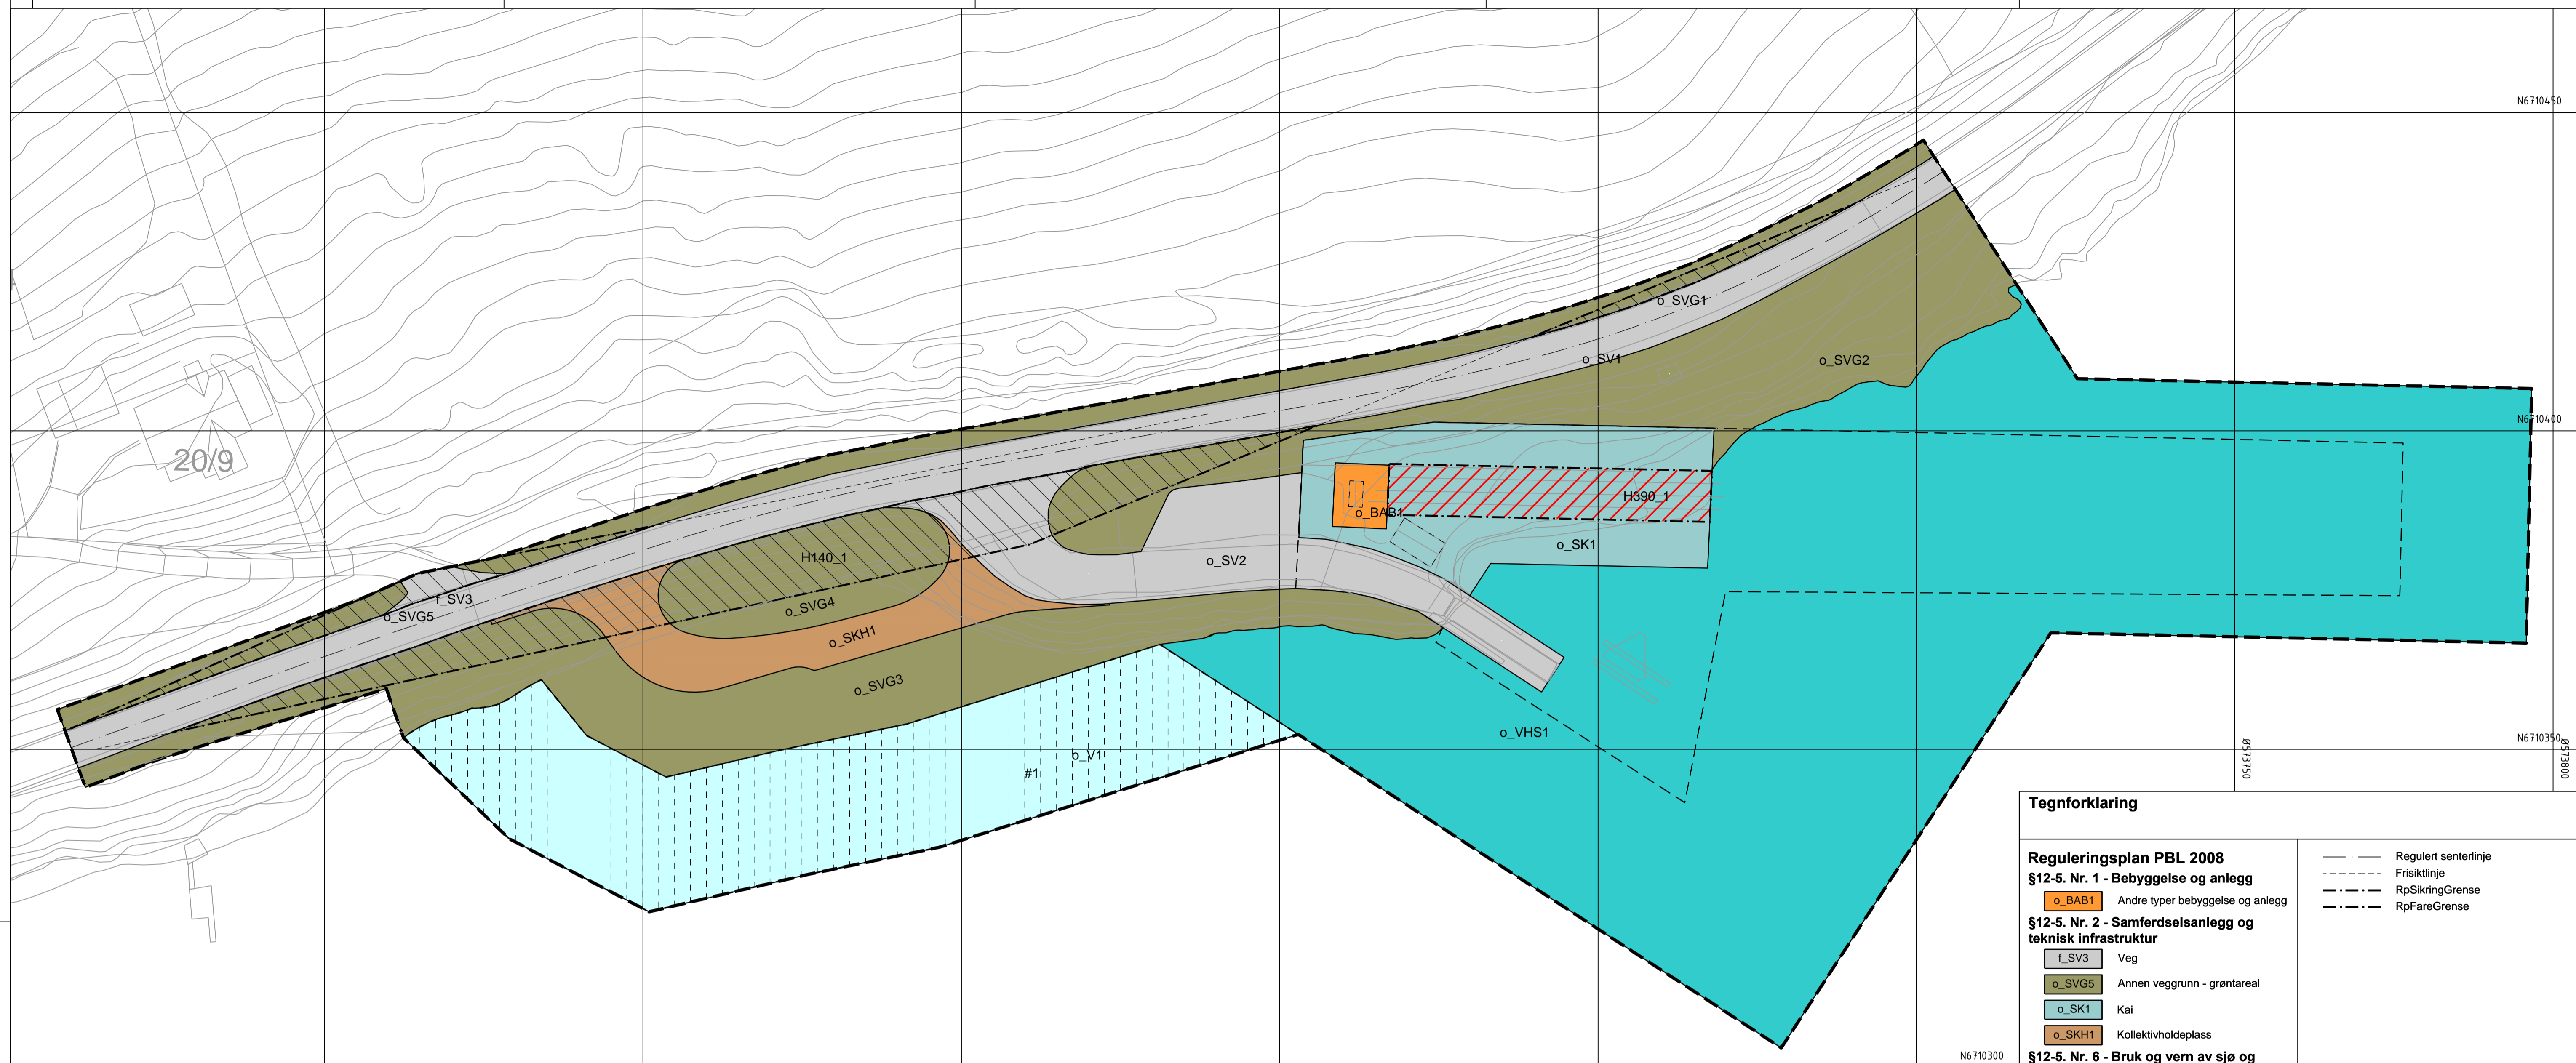 N6710450
o_SVG1
o_SV1
o_SVG2
N6710400
20/9
H390_1
o_BAB1
o_SK1
H140_1
o_SV2
f_SV3
o_SVG5
o_SVG4
o_SKH1
o_SVG3
o_VHS1
o_V1
#1
N6710350
Ø573750
Ø573800
Tegnforklaring
Reguleringsplan PBL 2008
§12-5. Nr. 1 - Bebyggelse og anlegg
o_BAB1 Andre typer bebyggelse og anlegg
§12-5. Nr. 2 - Samferdselsanlegg og
teknisk infrastruktur
f_SV3 Veg
o_SVG5 Annen veggrunn - grøntareal
o_SK1 Kai
o_SKH1 Kollektivholdeplass
§12-5. Nr. 6 - Bruk og vern av sjø og
Regulert senterlinje
Frisiktlinje
RpSikringGrense
RpFareGrense
N6710300